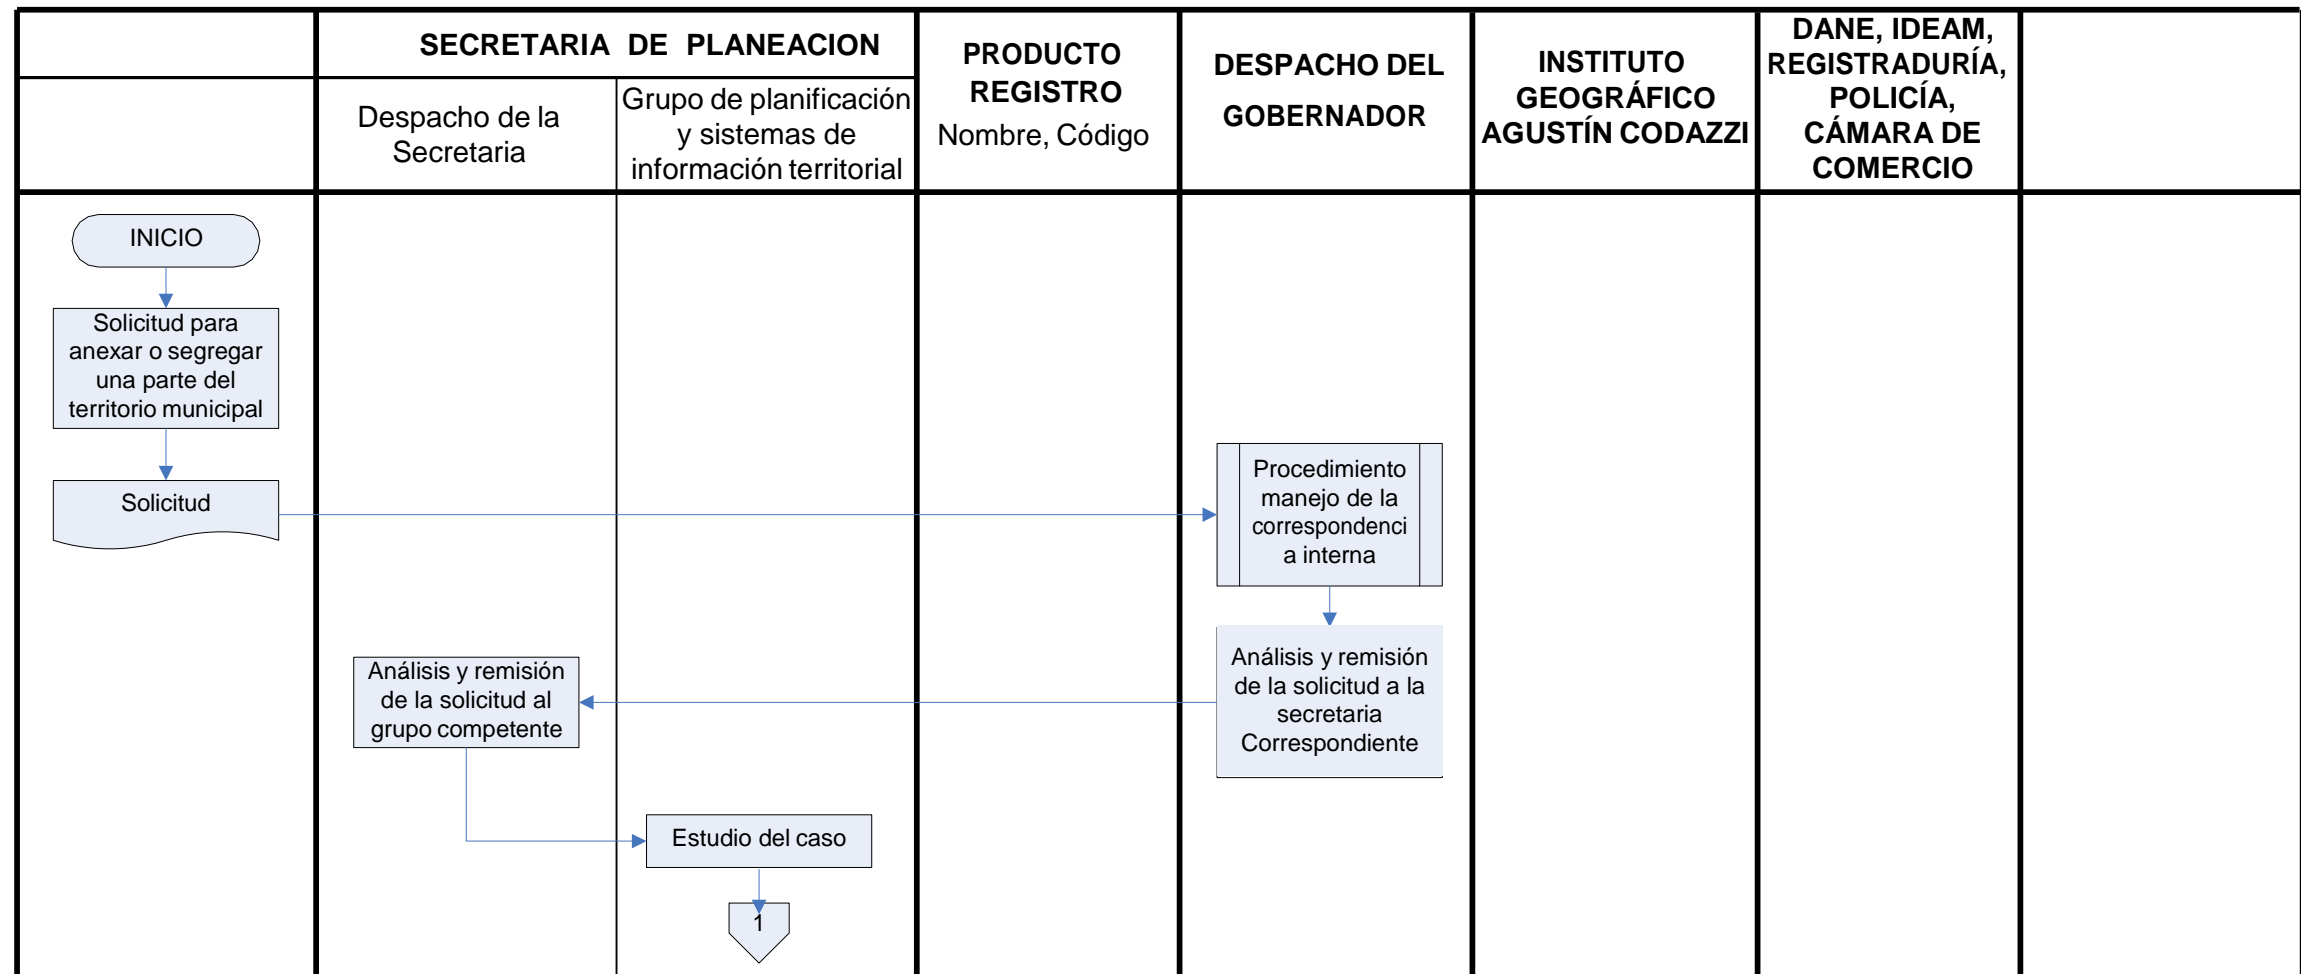 SECRETARIA DE PLANEACION
Despacho de la
Secretaria
Grupo de planificación
y sistemas de
información territorial
PRODUCTO
REGISTRO
Nombre, Código
DESPACHO DEL
GOBERNADOR
INSTITUTO
GEOGRÁFICO
AGUSTÍN CODAZZI
DANE, IDEAM,
REGISTRADURÍA,
POLICÍA,
CÁMARA DE
COMERCIO
INICIO
Solicitud para
anexar o segregar
una parte del
territorio municipal
Solicitud
Procedimiento
manejo de la
correspondenci
a interna
Análisis y remisión
de la solicitud a la
secretaria
Correspondiente
Análisis y remisión
de la solicitud al
grupo competente
Estudio del caso
1